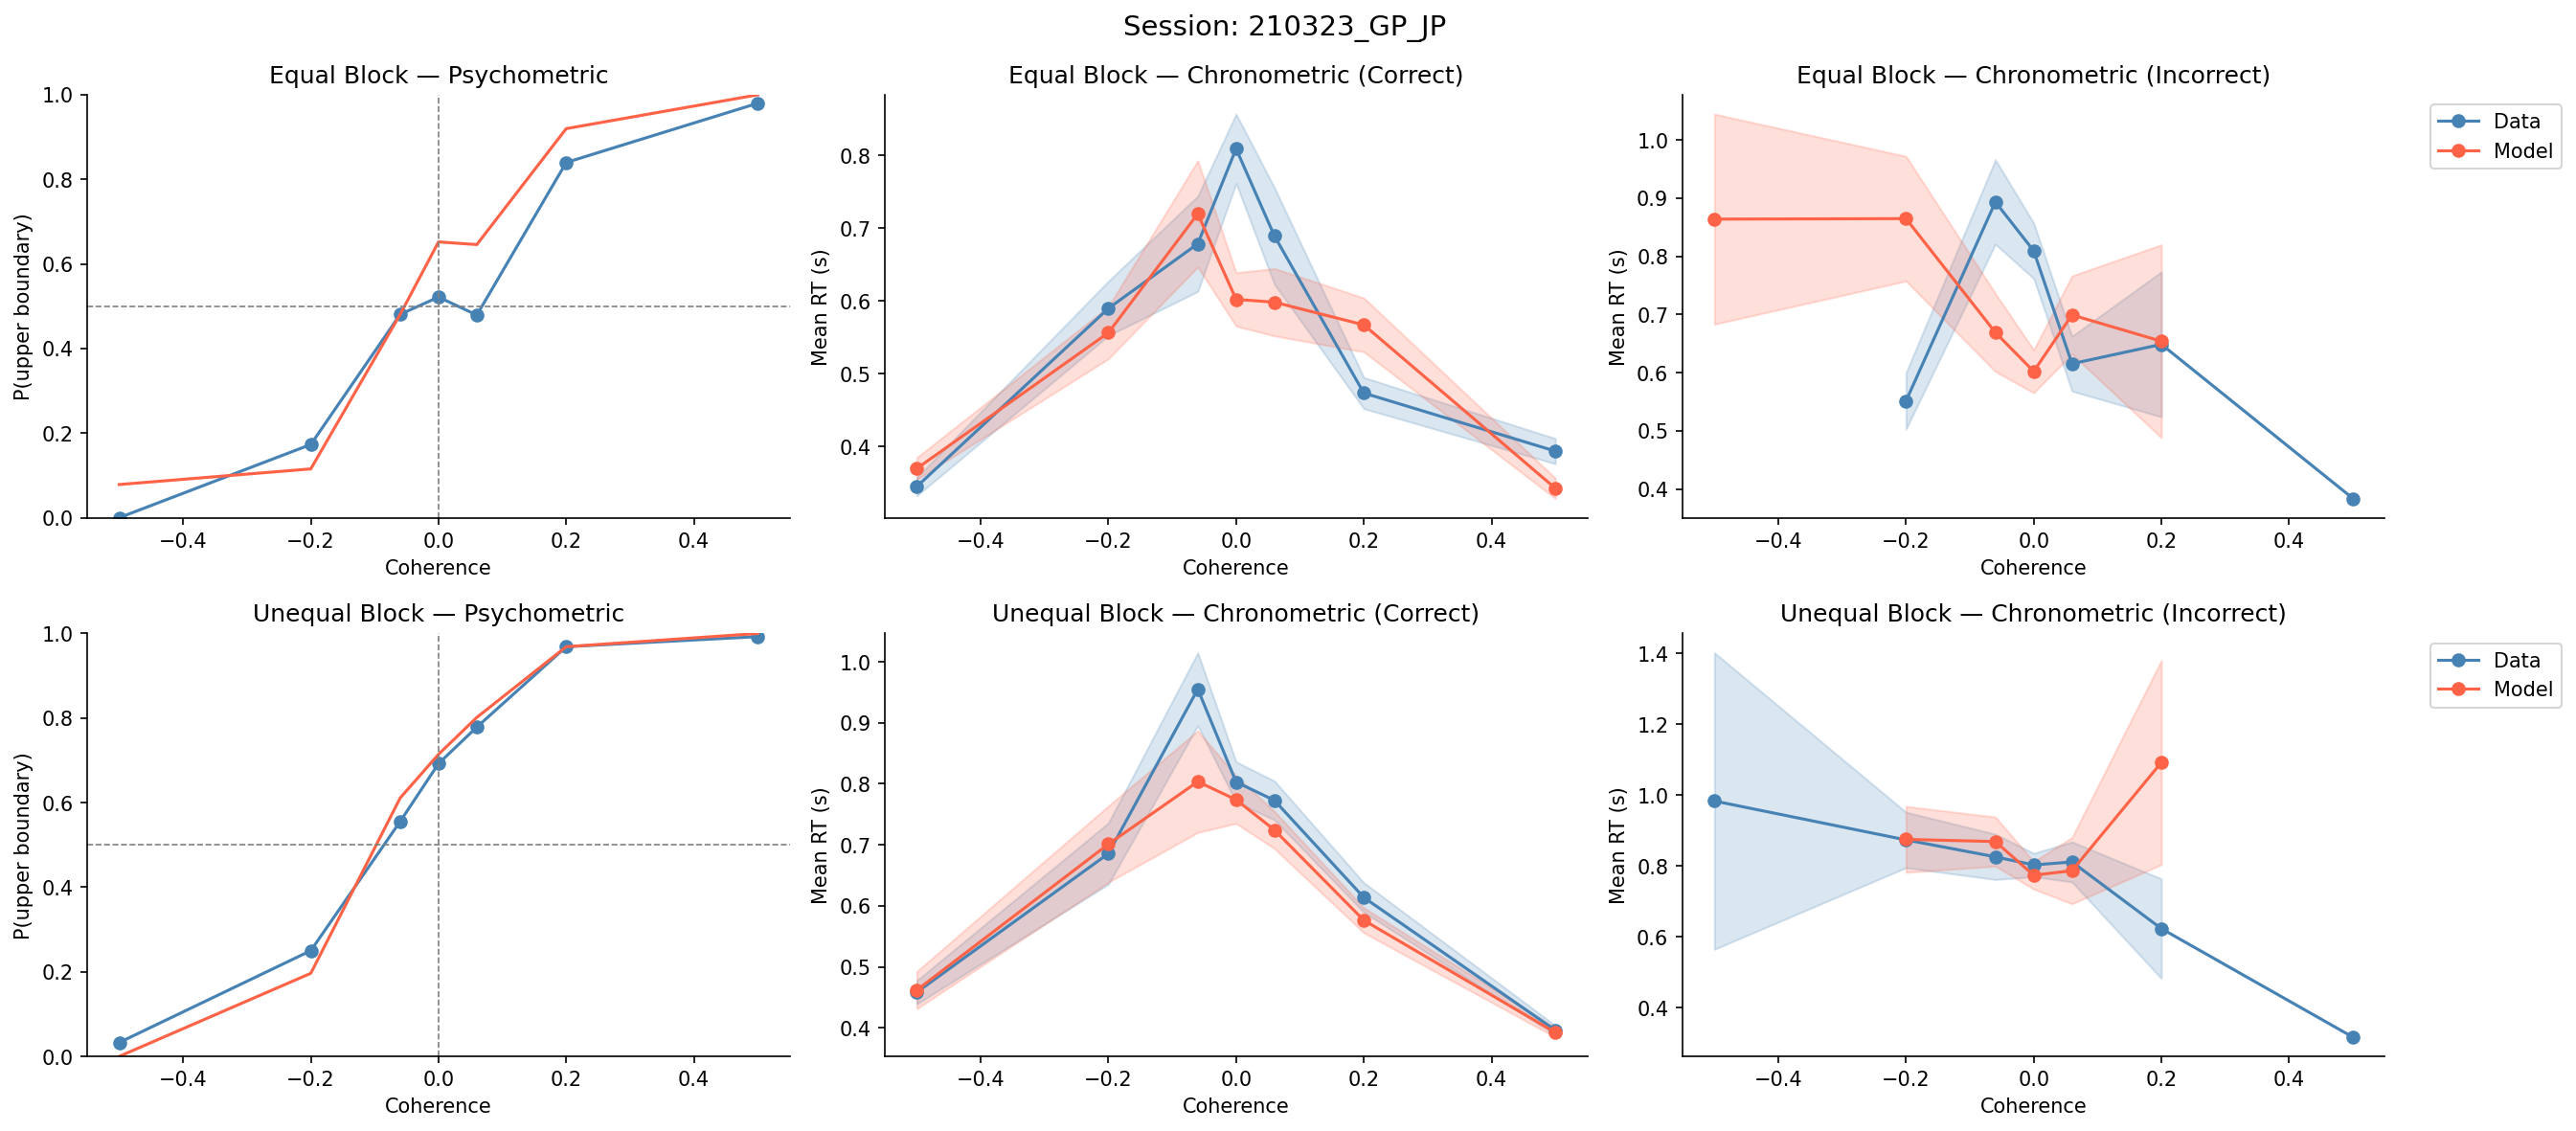 Session: 210323_GP_JP
Equal Block — Psychometric
P(upper boundary)
1.0
0.8
0.6
0.4
0.2
0.0
−0.4
−0.2
0.0
0.2
0.4
Coherence
Equal Block — Chronometric (Correct)
Mean RT (s)
0.8
0.7
0.6
0.5
0.4
−0.4
−0.2
0.0
0.2
0.4
Coherence
Equal Block — Chronometric (Incorrect)
Mean RT (s)
1.0
0.9
0.8
0.7
0.6
0.5
0.4
−0.4
−0.2
0.0
0.2
0.4
Coherence
Data
Model
Unequal Block — Psychometric
P(upper boundary)
1.0
0.8
0.6
0.4
0.2
0.0
−0.4
−0.2
0.0
0.2
0.4
Coherence
Unequal Block — Chronometric (Correct)
Mean RT (s)
1.0
0.9
0.8
0.7
0.6
0.5
0.4
−0.4
−0.2
0.0
0.2
0.4
Coherence
Unequal Block — Chronometric (Incorrect)
Mean RT (s)
1.4
1.2
1.0
0.8
0.6
0.4
−0.4
−0.2
0.0
0.2
0.4
Coherence
Data
Model